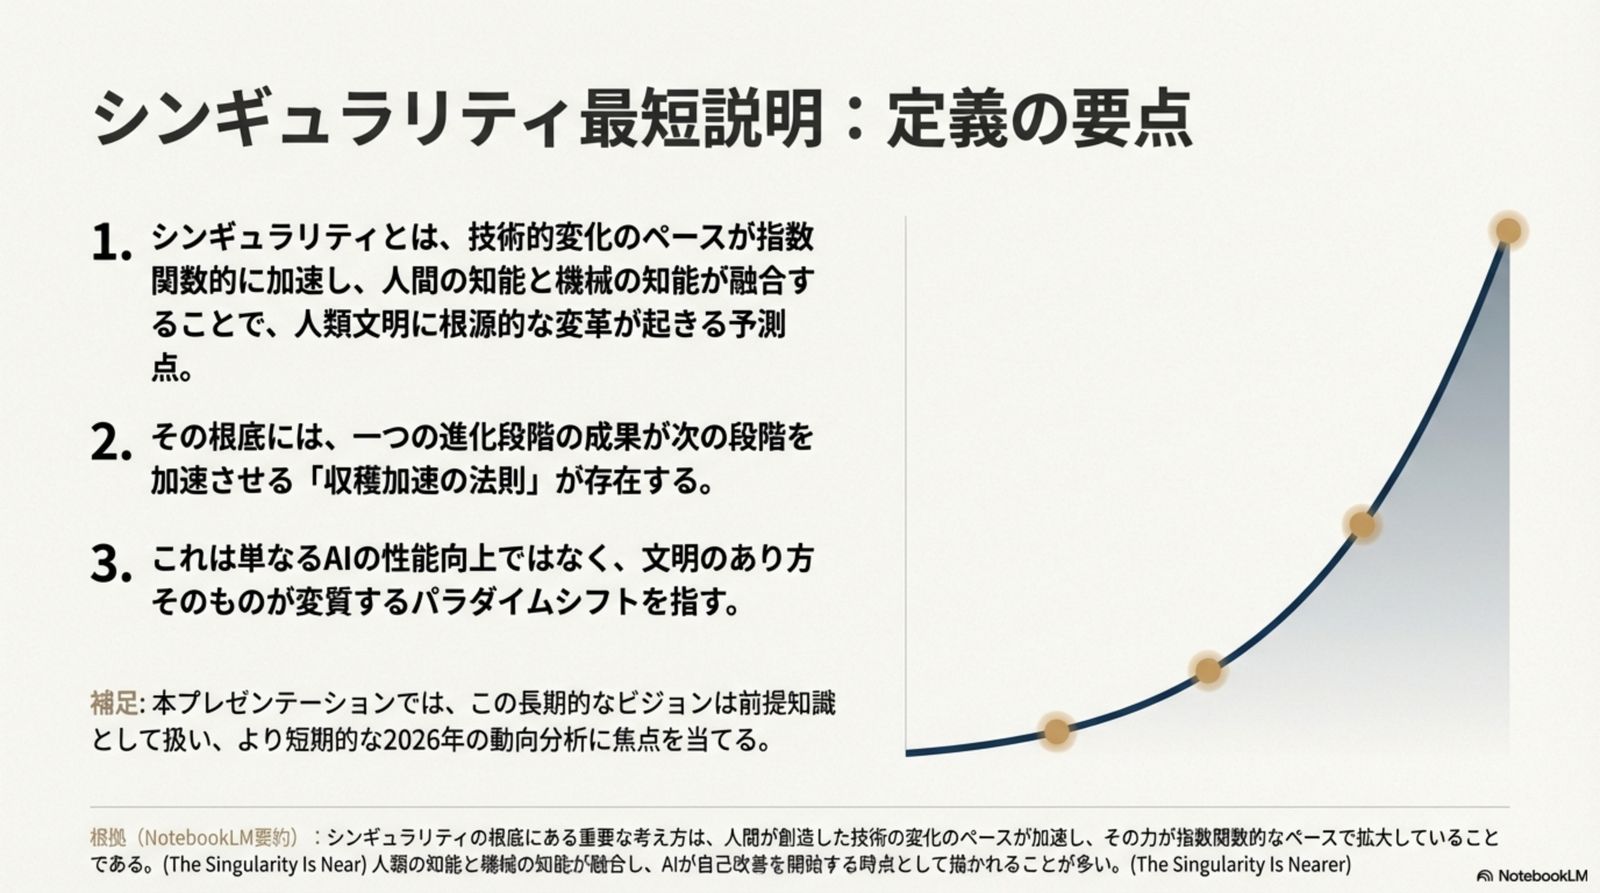 シンギュラリティ最短説明：定義の要点
1. シンギュラリティとは、技術的変化のペースが指数
関数的に加速し、人間の知能と機械の知能が融合す
ることで、人類文明に根源的な変革が起きる予測
点。
2. その根底には、一つの進化段階の成果が次の段階を
加速させる「収穫加速の法則」が存在する。
3. これは単なるAIの性能向上ではなく、文明のあり方
そのものが変質するパラダイムシフトを指す。
補足: 本プレゼンテーションでは、この長期的なビジョンは前提知識
として扱い、より短期的な2026年の動向分析に焦点を当てる。
根拠（NotebookLM要約）：シンギュラリティの根底にある重要な考え方は、人間が創造した技術の変化のペースが加速し、その力が指数関数的なペースで拡大していること
である。(The Singularity Is Near) 人類の知能と機械の知能が融合し、AIが自己改善を開始する時点として描かれることが多い。(The Singularity Is Nearer)
NotebookLM